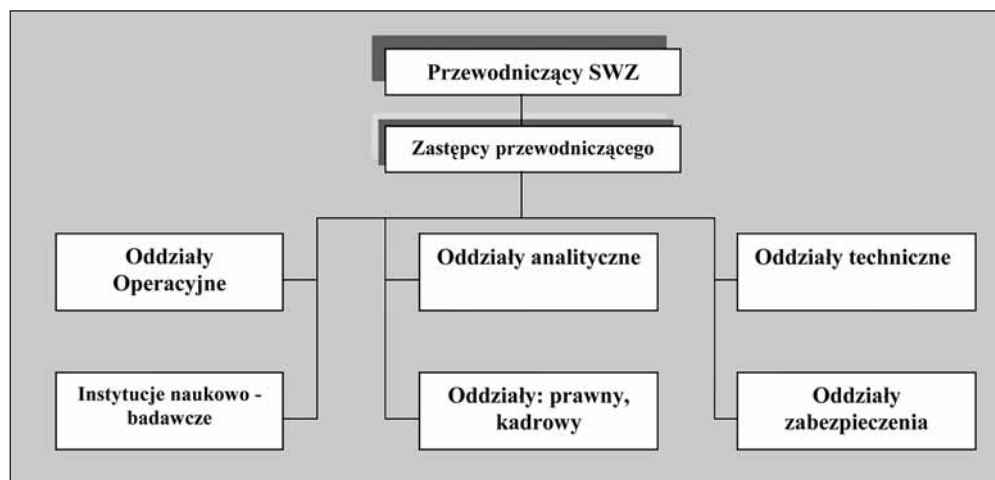 Przewodniczący SWZ
Zastępcy przewodniczącego
Oddziały
Operacyjne
Oddziały analityczne
Oddziały techniczne
Instytucje naukowo -
badawcze
Oddziały: prawny,
kadrowy
Oddziały
zabezpieczenia